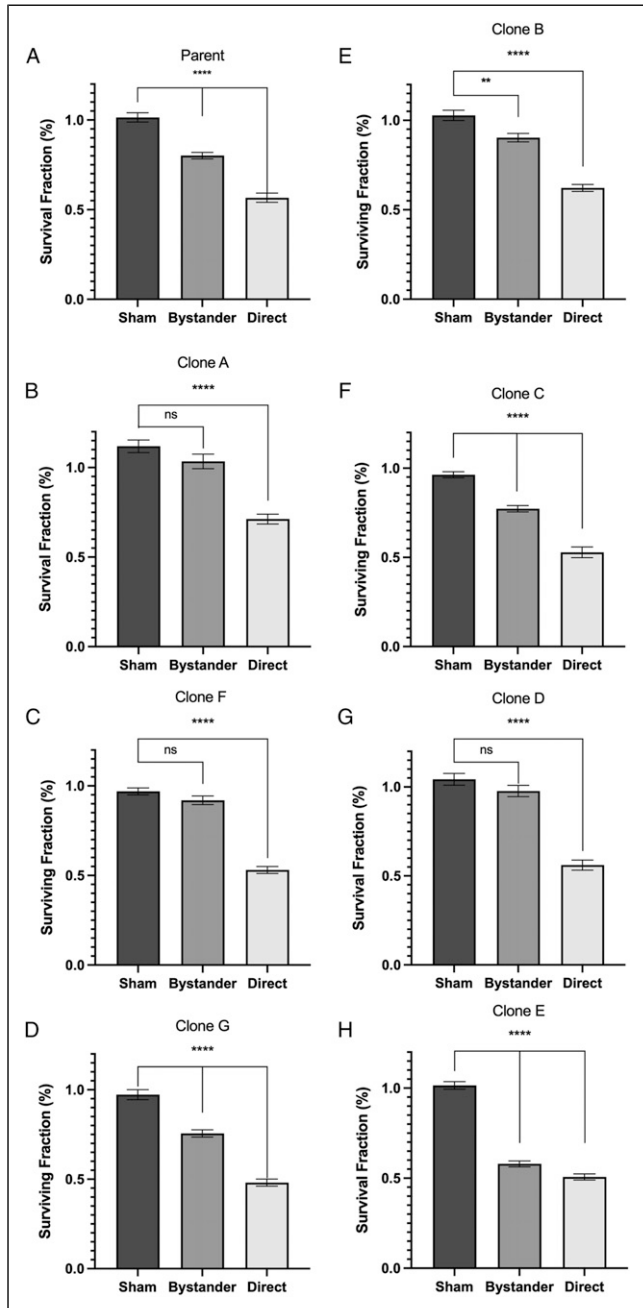 A
Parent
****
Survival Fraction (%)
1.0
0.5
0.0
Sham Bystander Direct
B
Clone A
****
ns
Survival Fraction (%)
1.0
0.5
0.0
Sham Bystander Direct
C
Clone F
****
ns
Surviving Fraction (%)
1.0
0.5
0.0
Sham Bystander Direct
D
Clone G
****
Surviving Fraction (%)
1.0
0.5
0.0
Sham Bystander Direct
E
Clone B
****
**
Surviving Fraction (%)
1.0
0.5
0.0
Sham Bystander Direct
F
Clone C
****
Surviving Fraction (%)
1.0
0.5
0.0
Sham Bystander Direct
G
Clone D
****
ns
Survival Fraction (%)
1.0
0.5
0.0
Sham Bystander Direct
H
Clone E
****
Survival Fraction (%)
1.0
0.5
0.0
Sham Bystander Direct